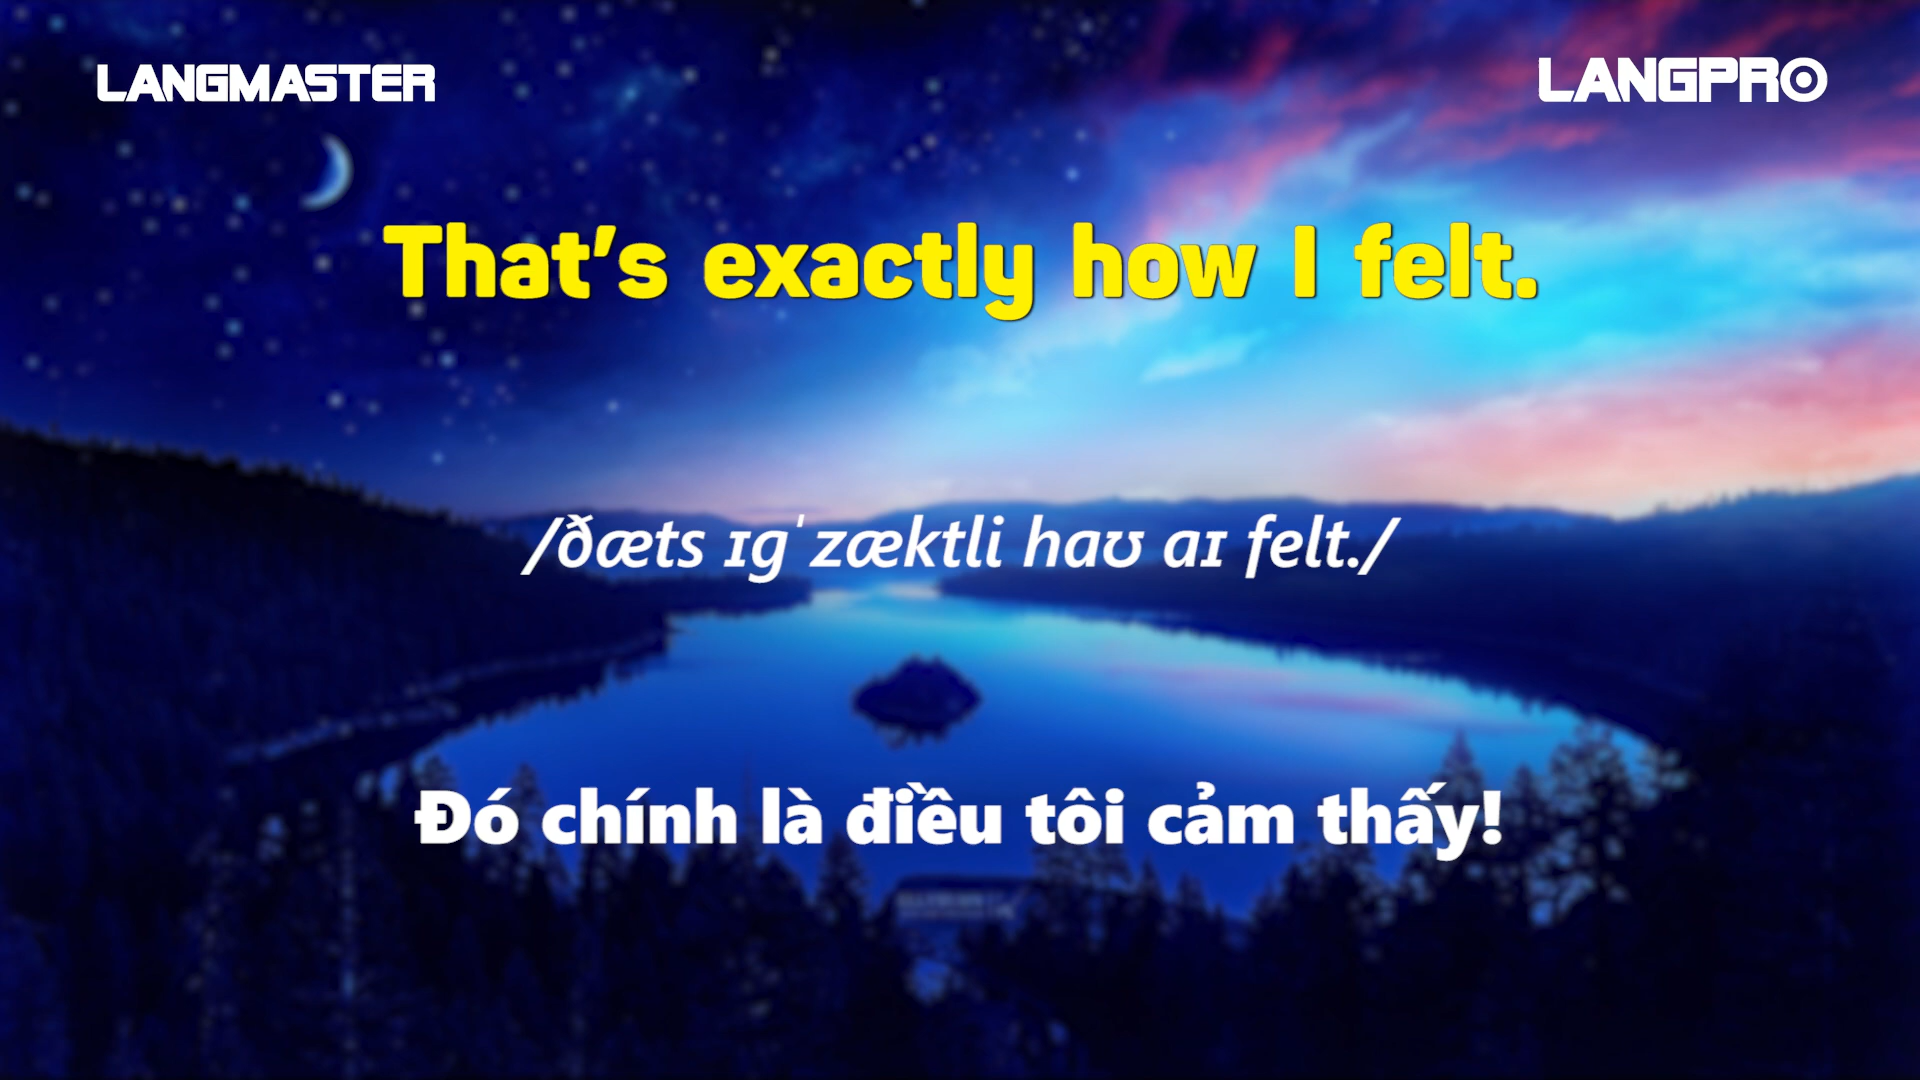 LANGMASTER
LANGPRO
That's exactly how I felt.
/ðæts ɪgˈzæktli haʊ aɪ felt./
Đó chính là điều tôi cảm thấy!